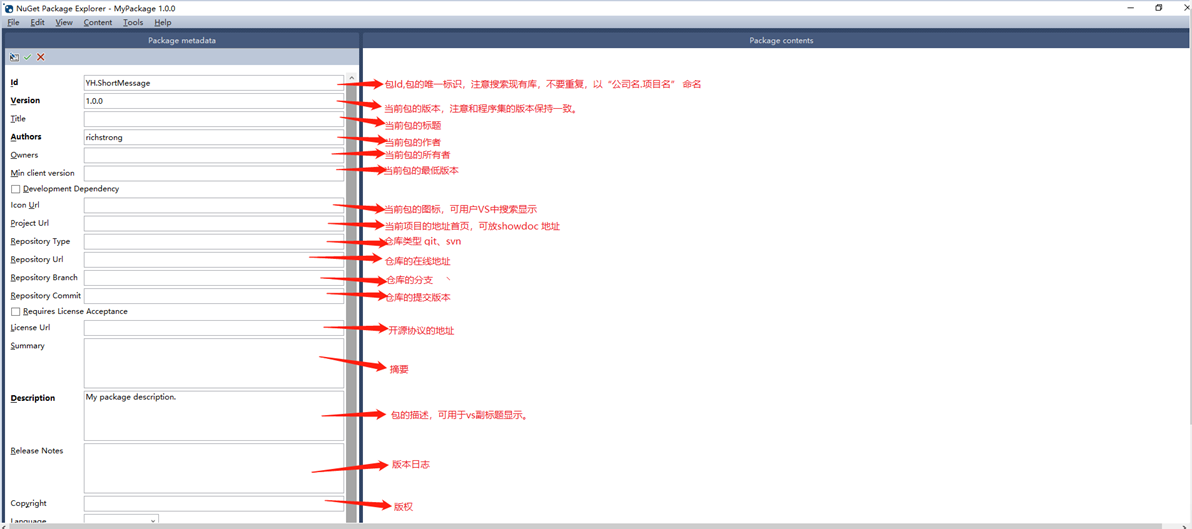 NuGet Package Explorer - MyPackage 1.0.0
File Edit View Content Tools Help
Package metadata
Package contents
Id YH.ShortMessage 包Id,包的唯一标识，注意搜索现有库，不要重复，以“公司名.项目名” 命名
Version 1.0.0 当前包的版本，注意和程序集的版本保持一致。
Title 当前包的标题
Authors richstrong 当前包的作者
Owners 当前包的所有者
Min client version 当前包的最低版本
Development Dependency
Icon Url 当前包的图标，可用户VS中搜索显示
Project Url 当前项目的地址首页，可放showdoc 地址
Repository Type 仓库类型 git、svn
Repository Url 仓库的在线地址
Repository Branch 仓库的分支
Repository Commit 仓库的提交版本
Requires License Acceptance
License Url 开源协议的地址
Summary 摘要
Description My package description. 包的描述，可用于vs副标题显示。
Release Notes 版本日志
Copyright 版权
Language